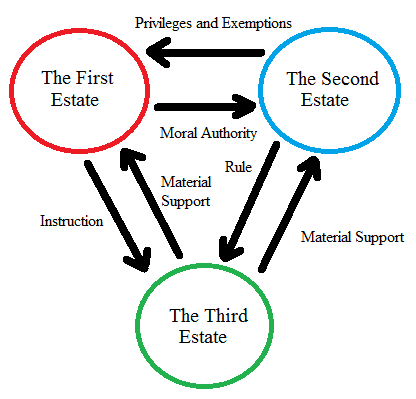 Privileges and Exemptions
The First
Estate
The Second
Estate
Moral Authority
Rule
Material
Support
Instruction
Material Support
The Third
Estate